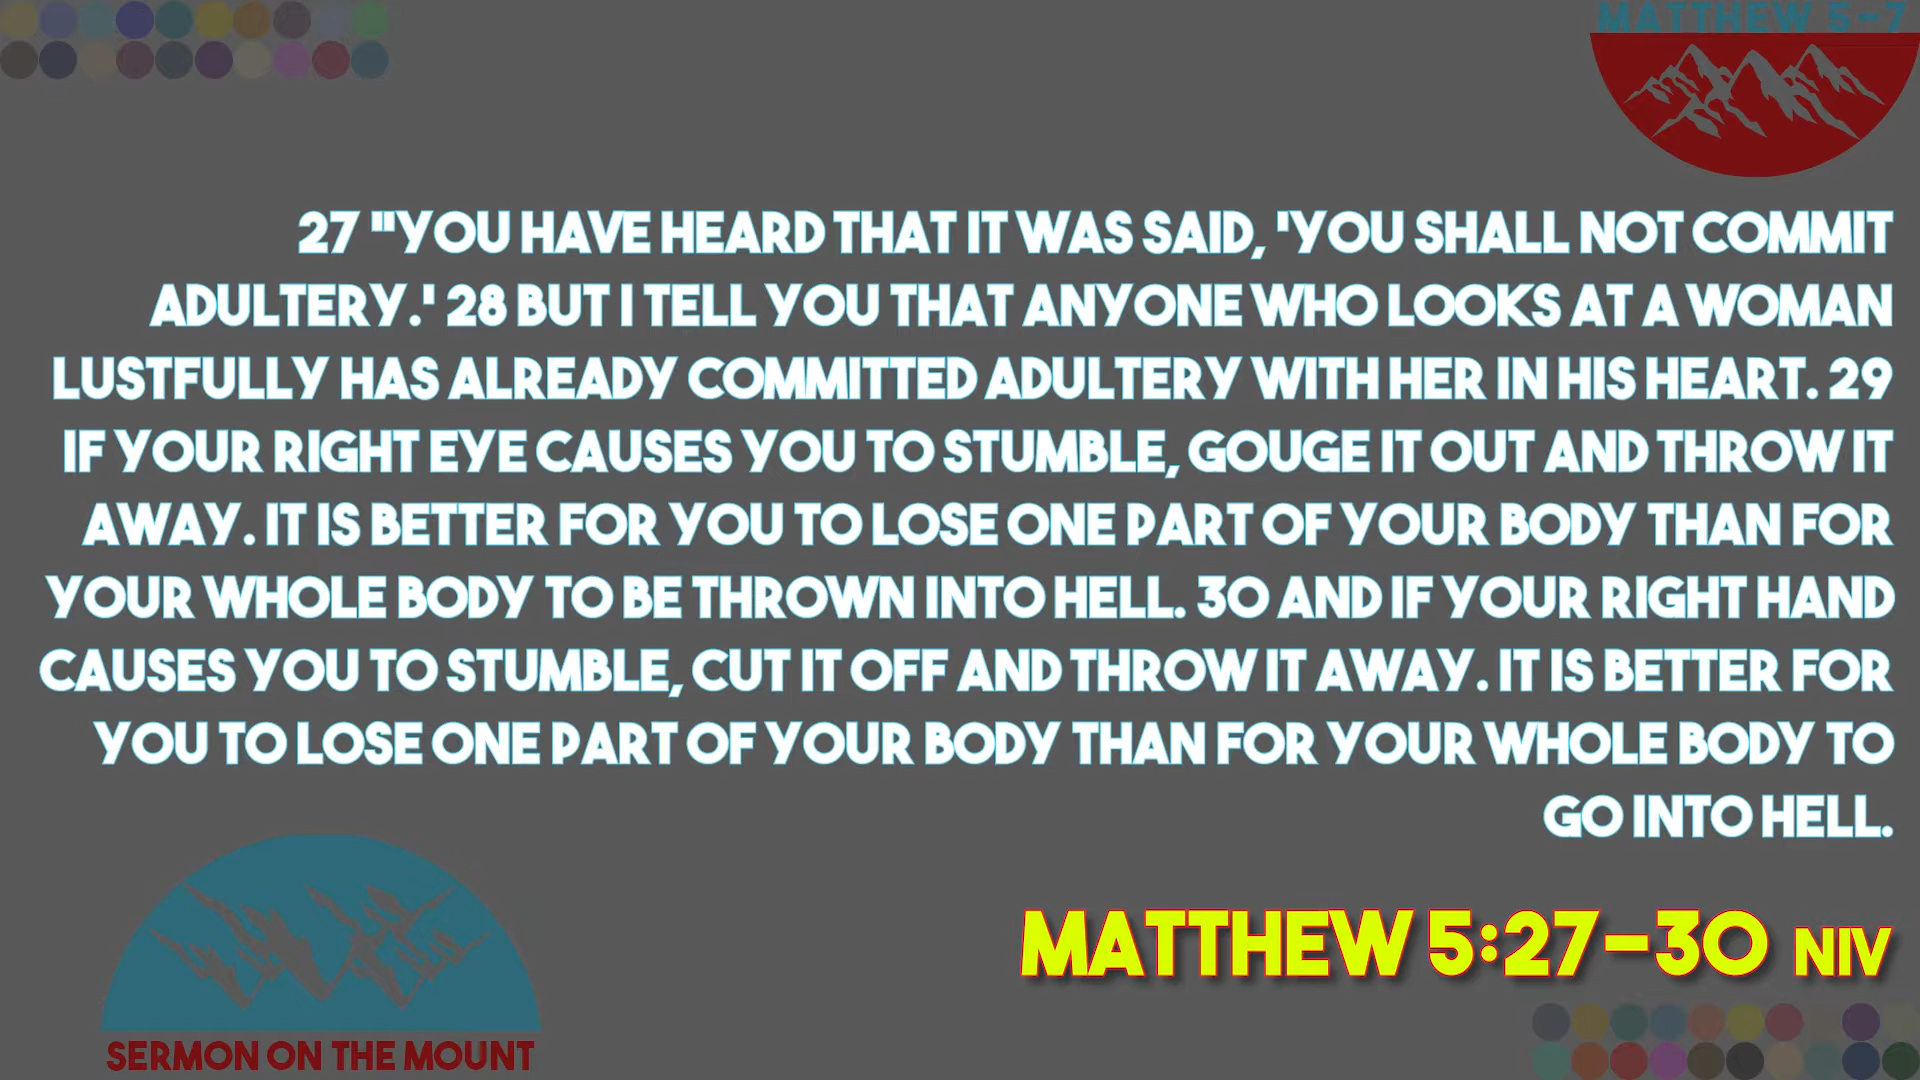 MATTHEW 5-7
27 "YOU HAVE HEARD THAT IT WAS SAID, 'YOU SHALL NOT COMMIT
ADULTERY.' 28 BUT I TELL YOU THAT ANYONE WHO LOOKS AT A WOMAN
LUSTFULLY HAS ALREADY COMMITTED ADULTERY WITH HER IN HIS HEART. 29
IF YOUR RIGHT EYE CAUSES YOU TO STUMBLE, GOUGE IT OUT AND THROW IT
AWAY. IT IS BETTER FOR YOU TO LOSE ONE PART OF YOUR BODY THAN FOR
YOUR WHOLE BODY TO BE THROWN INTO HELL. 30 AND IF YOUR RIGHT HAND
CAUSES YOU TO STUMBLE, CUT IT OFF AND THROW IT AWAY. IT IS BETTER FOR
YOU TO LOSE ONE PART OF YOUR BODY THAN FOR YOUR WHOLE BODY TO
GO INTO HELL.
MATTHEW 5:27-30 NIV
SERMON ON THE MOUNT